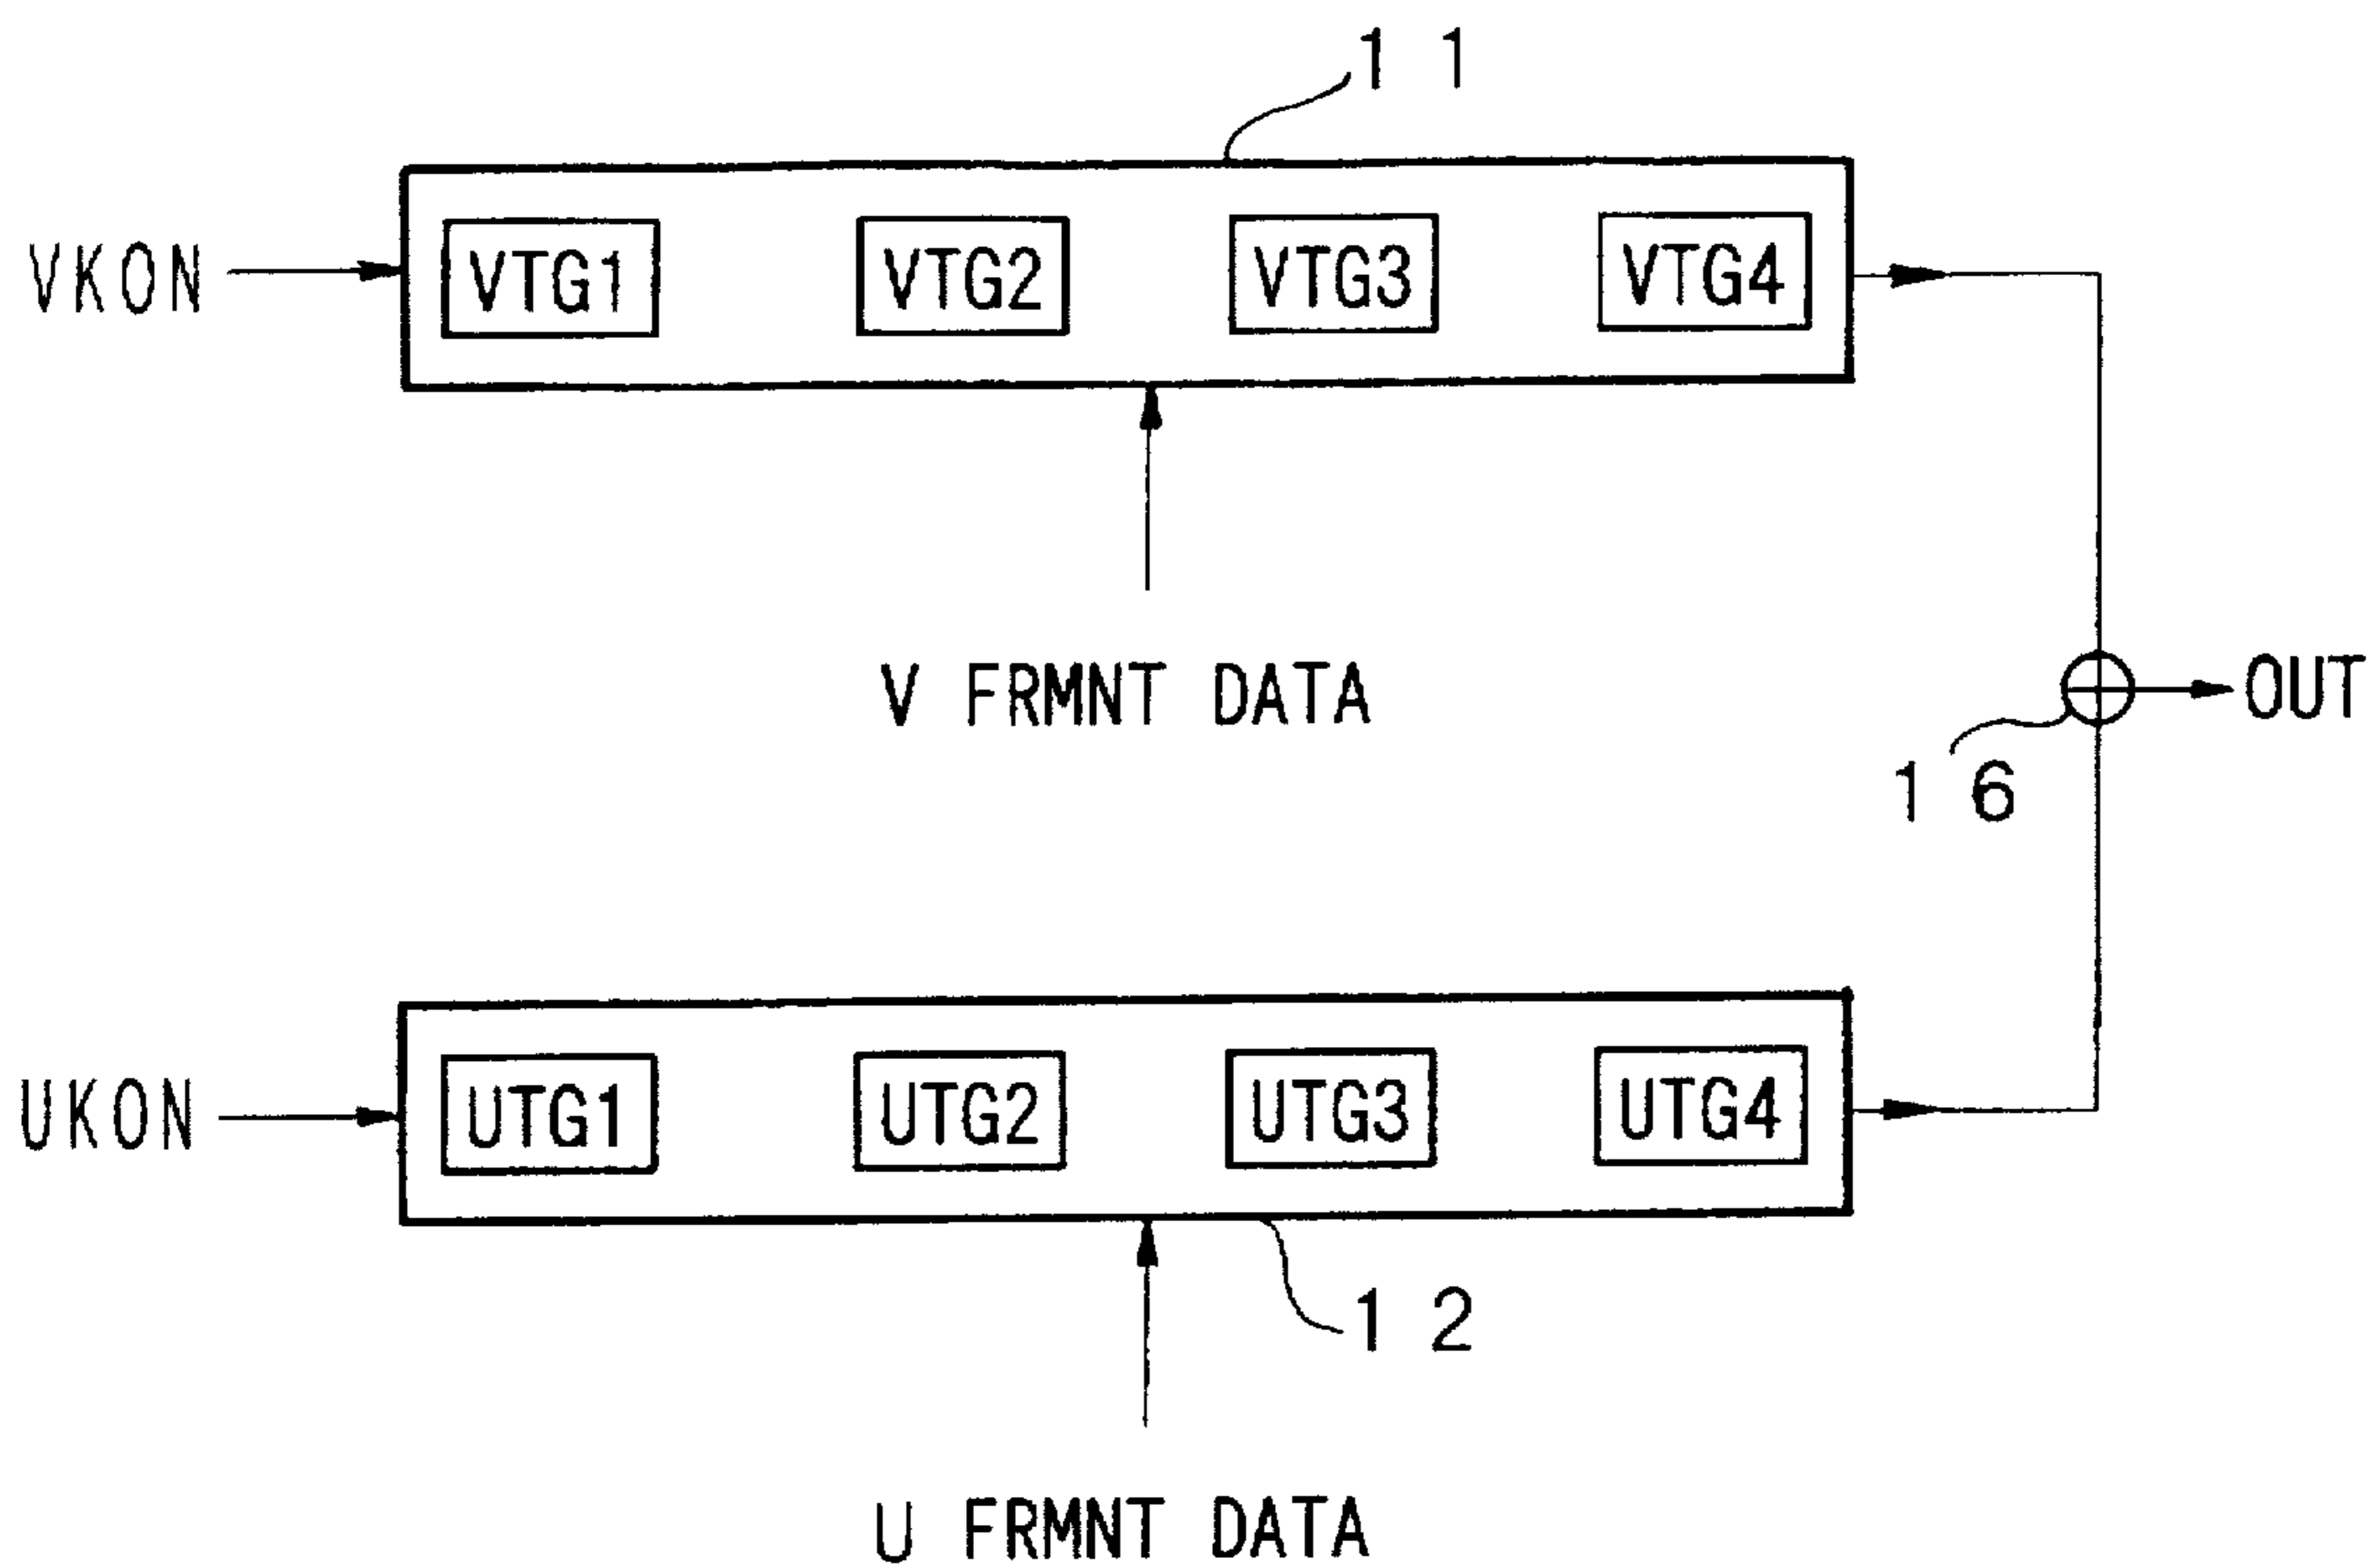 11
VKON VTG1 VTG2 VTG3 VTG4
V FRMNT DATA
OUT
16
UKON UTG1 UTG2 UTG3 UTG4
12
U FRMNT DATA